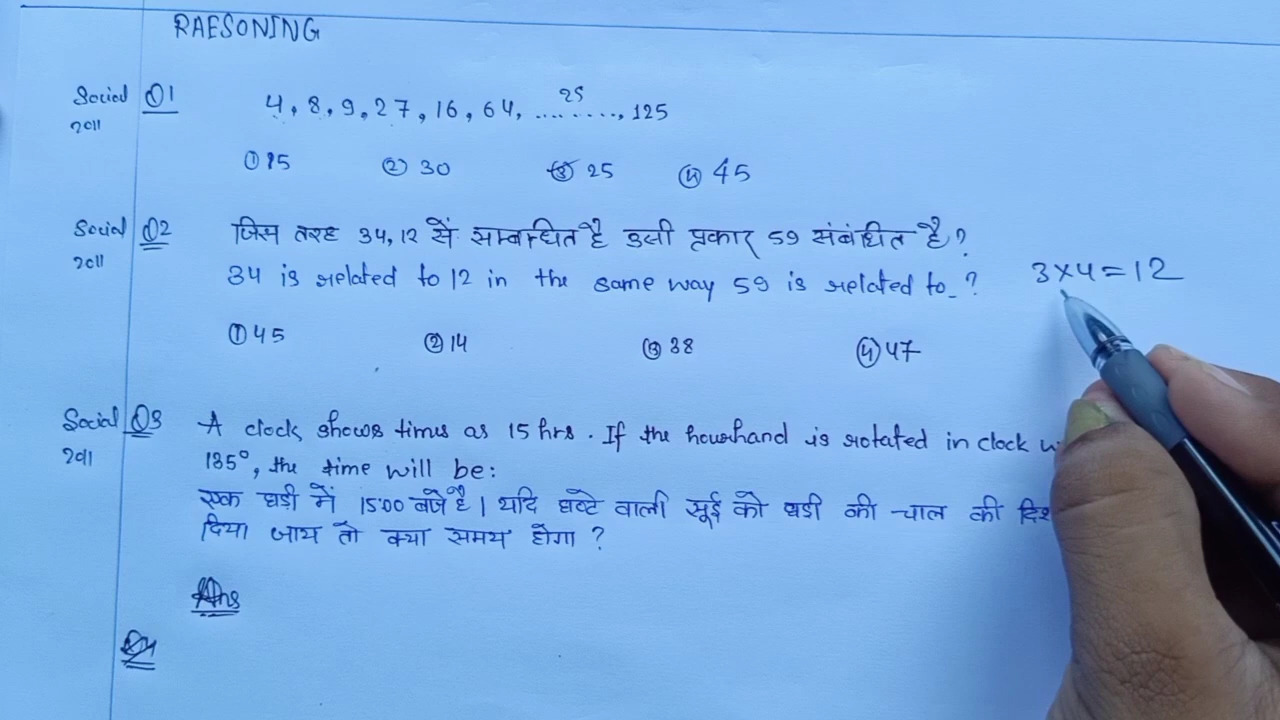 RAESONING
Social Q1 4, 8, 9, 27, 16, 64, ...25......, 125
2011
① 15 ② 30 ③ 25 ④ 45
Social Q2 जिस तरह 34, 12 से सम्बन्धित है उसी प्रकार 59 संबंधित है?
2011 34 is related to 12 in the same way 59 is related to_?
3×4=12
① 45 ② 14 ③ 38 ④ 47
Social Q3 A clock shows times as 15 hrs. If the hourhand is rotated in clock
2011 135°, the time will be:
एक घड़ी में 15:00 बजे है। यदि घण्टे वाली सूई को घड़ी की चाल की
दिया जाय तो क्या समय होगा?
Ans
Q4